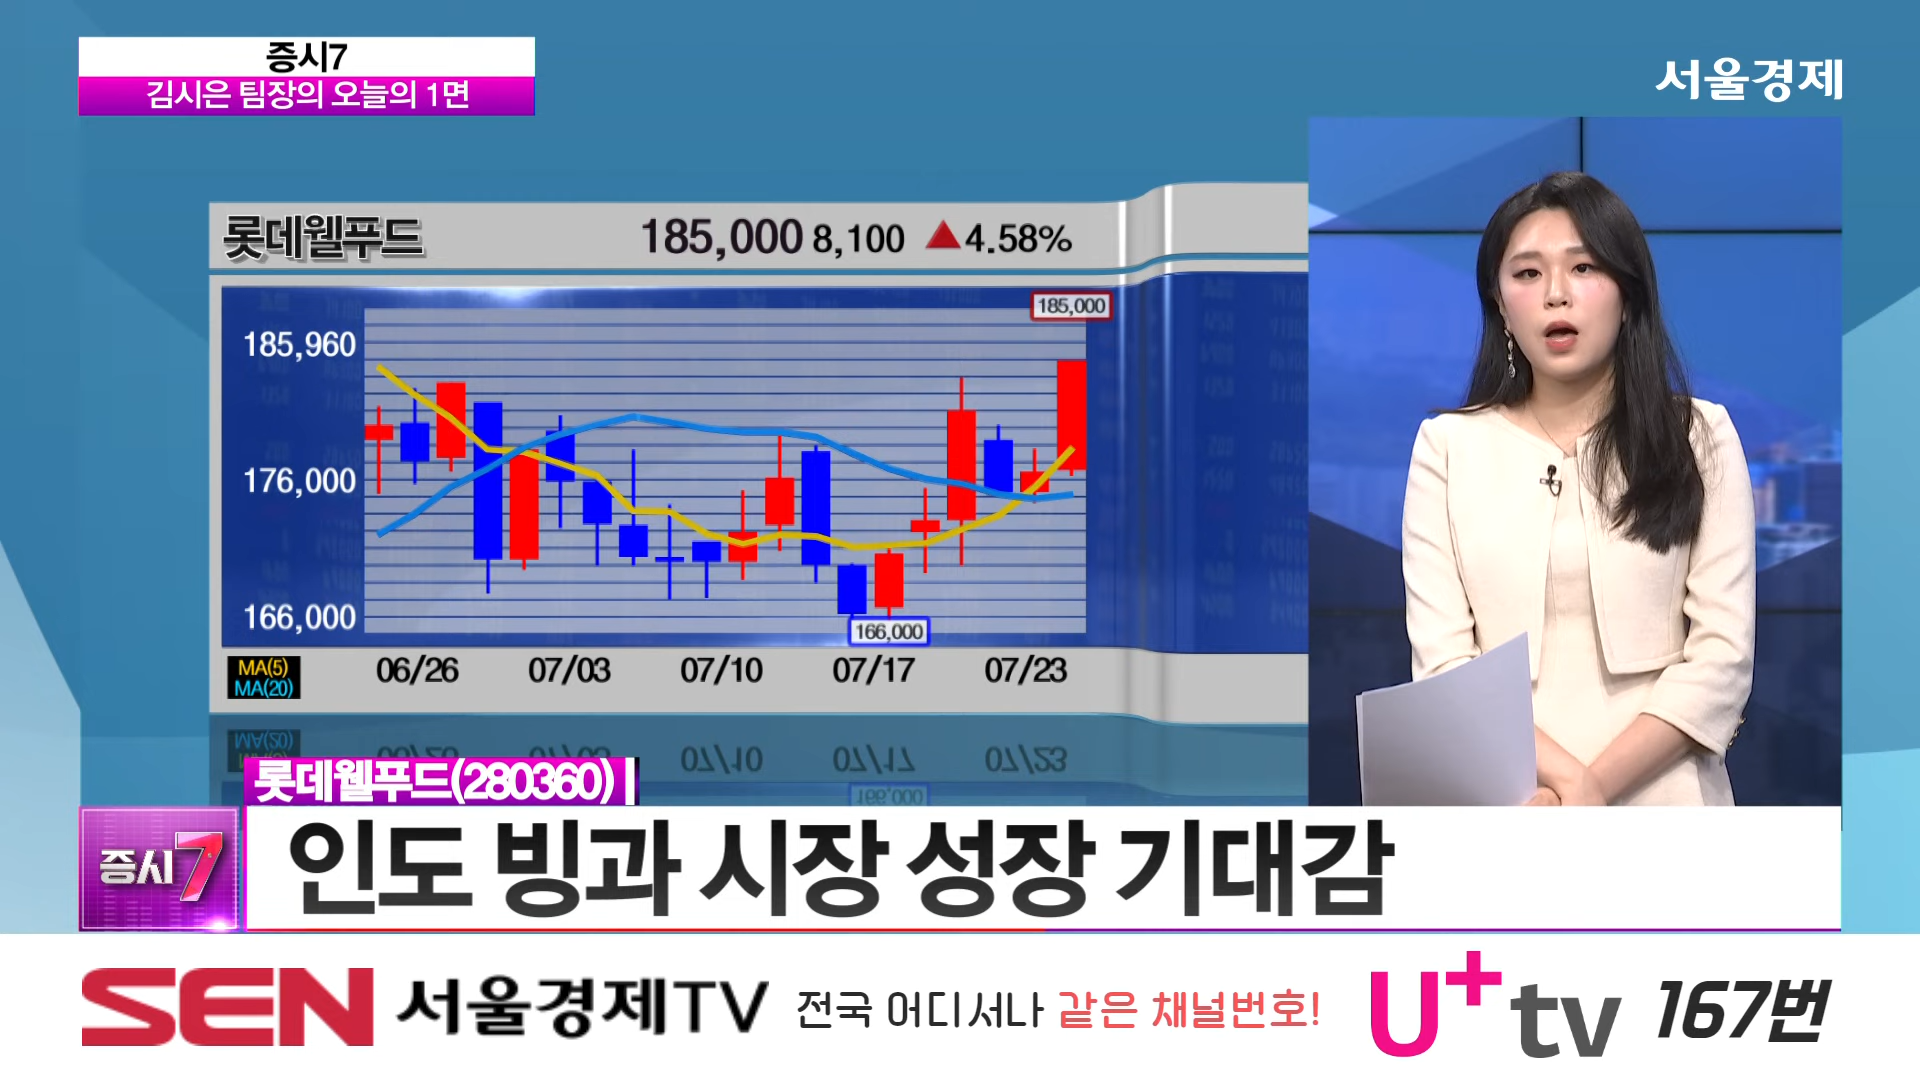 증시7
김시은 팀장의 오늘의 1면
서울경제
롯데웰푸드 185,000 8,100 ▲4.58%
185,000
185,960
176,000
166,000
166,000
MA(5)
MA(20)
06/26 07/03 07/10 07/17 07/23
롯데웰푸드(280360)
증시7
인도 빙과 시장 성장 기대감
SEN 서울경제TV 전국 어디서나 같은 채널번호! U+tv 167번